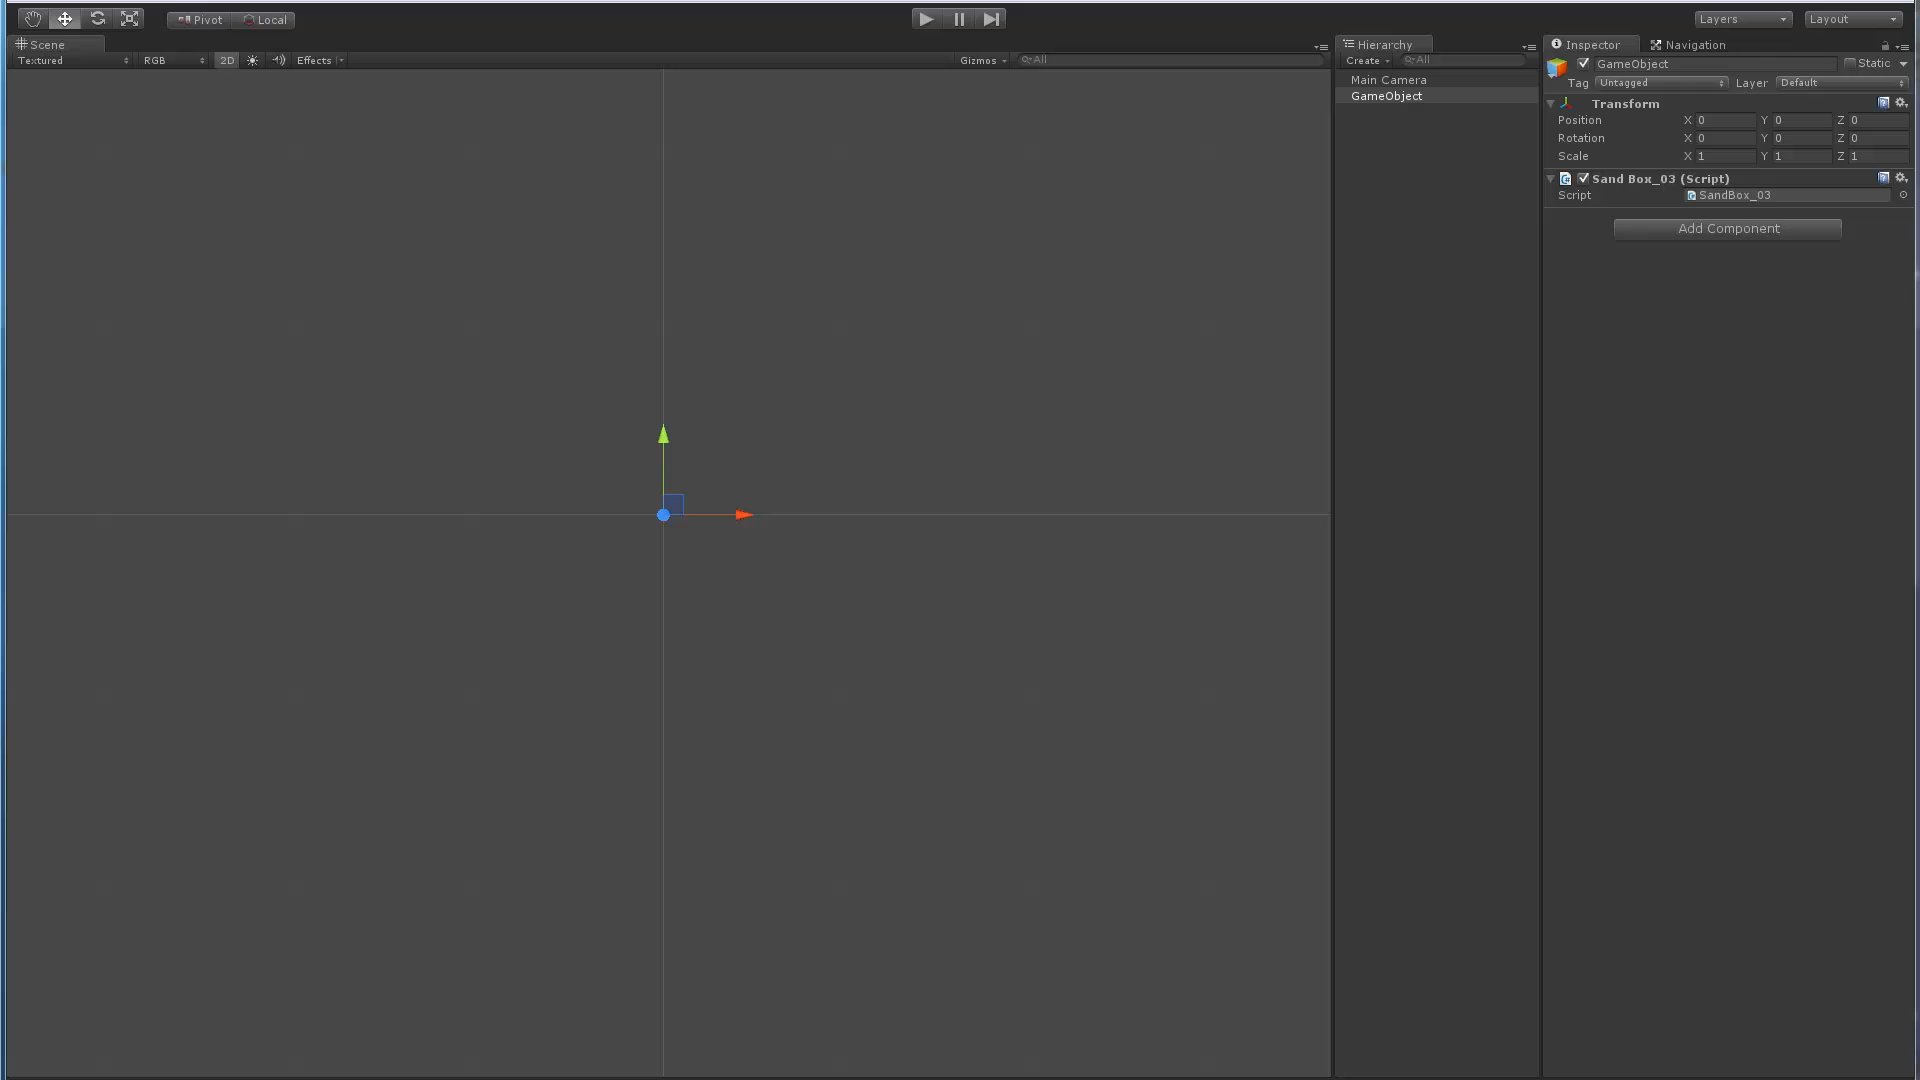 Pivot Local Layers Layout
Scene Hierarchy Inspector Navigation
Textured RGB 2D Effects Gizmos All Create All
GameObject Static
Main Camera
Tag Untagged Layer Default
GameObject
Transform
Position X 0 Y 0 Z 0
Rotation X 0 Y 0 Z 0
Scale X 1 Y 1 Z 1
Sand Box_03 (Script)
Script SandBox_03
Add Component